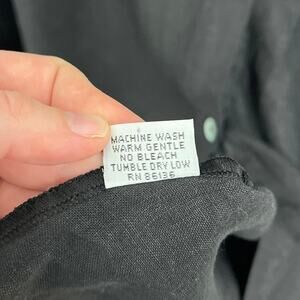 MACHINE WASH
WARM GENTLE
NO BLEACH
TUMBLE DRY LOW
RN 86136